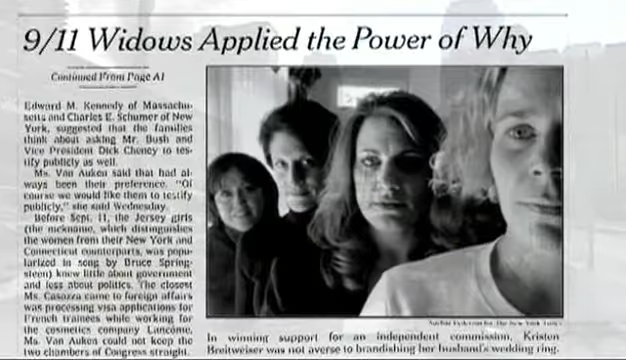 9/11 Widows Applied the Power of Why
Continued From Page A1
Edward M. Kennedy of Massachu-
setts and Charles E. Schumer of New
York, suggested that the families
think about asking Mr. Bush and
Vice President Dick Cheney to tes-
tify publicly as well.
Ms. Van Auken said that had al-
ways been their preference. "Of
course we would like them to testify
publicly," she said Wednesday.
Before Sept. 11, the Jersey girls
(the nickname, which distinguishes
the women from their New York and
Connecticut counterparts, was popu-
larized in song by Bruce Spring-
steen) knew little about government
and less about politics. The closest
Ms. Casazza came to foreign affairs
was processing visa applications for
French trainees while working for
the cosmetics company Lancôme.
Ms. Van Auken could not keep the
two chambers of Congress straight.
for The New York Times
In winning support for an independent commission, Kristen
Breitweiser was not averse to brandishing her husband's wedding ring.